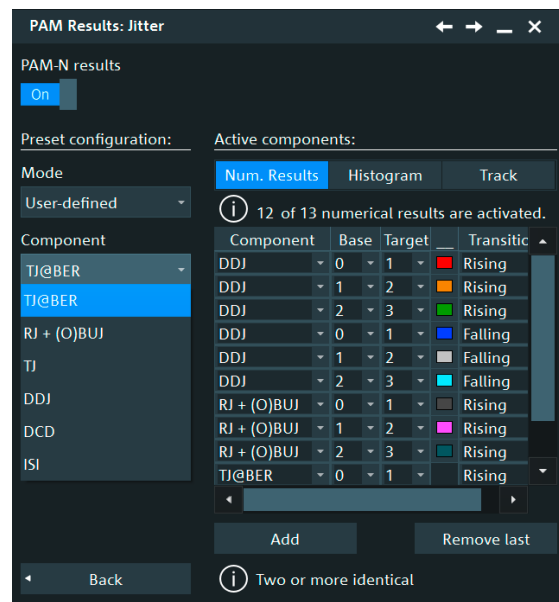 PAM Results: Jitter
PAM-N results
On
Preset configuration:
Mode
User-defined
Component
TJ@BER
TJ@BER
RJ + (O)BUJ
TJ
DDJ
DCD
ISI
Back
Active components:
Num. Results Histogram Track
12 of 13 numerical results are activated.
Component Base Target __ Transitic
DDJ 0 1 Rising
DDJ 1 2 Rising
DDJ 2 3 Rising
DDJ 0 1 Falling
DDJ 1 2 Falling
DDJ 2 3 Falling
RJ + (O)BUJ 0 1 Rising
RJ + (O)BUJ 1 2 Rising
RJ + (O)BUJ 2 3 Rising
TJ@BER 0 1 Rising
Add Remove last
Two or more identical